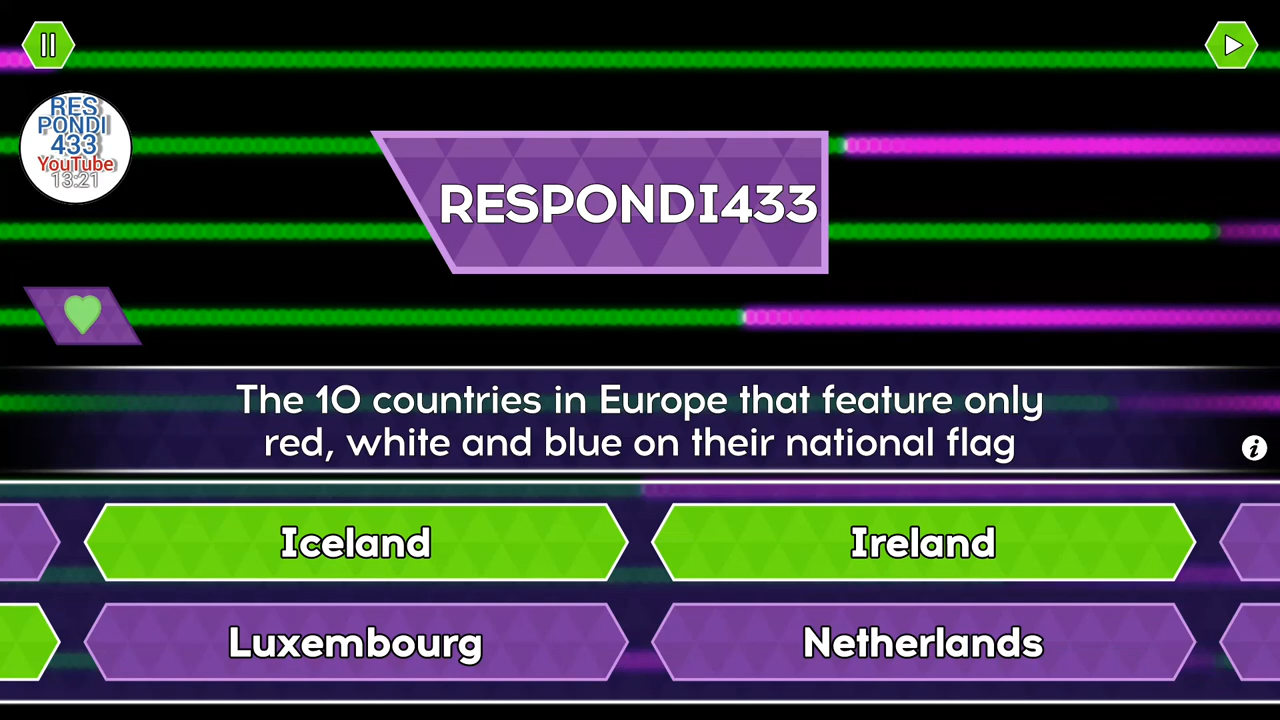 RES
PONDI
433
YouTube
13:21
RESPONDI433
The 10 countries in Europe that feature only
red, white and blue on their national flag
i
Iceland
Ireland
Luxembourg
Netherlands